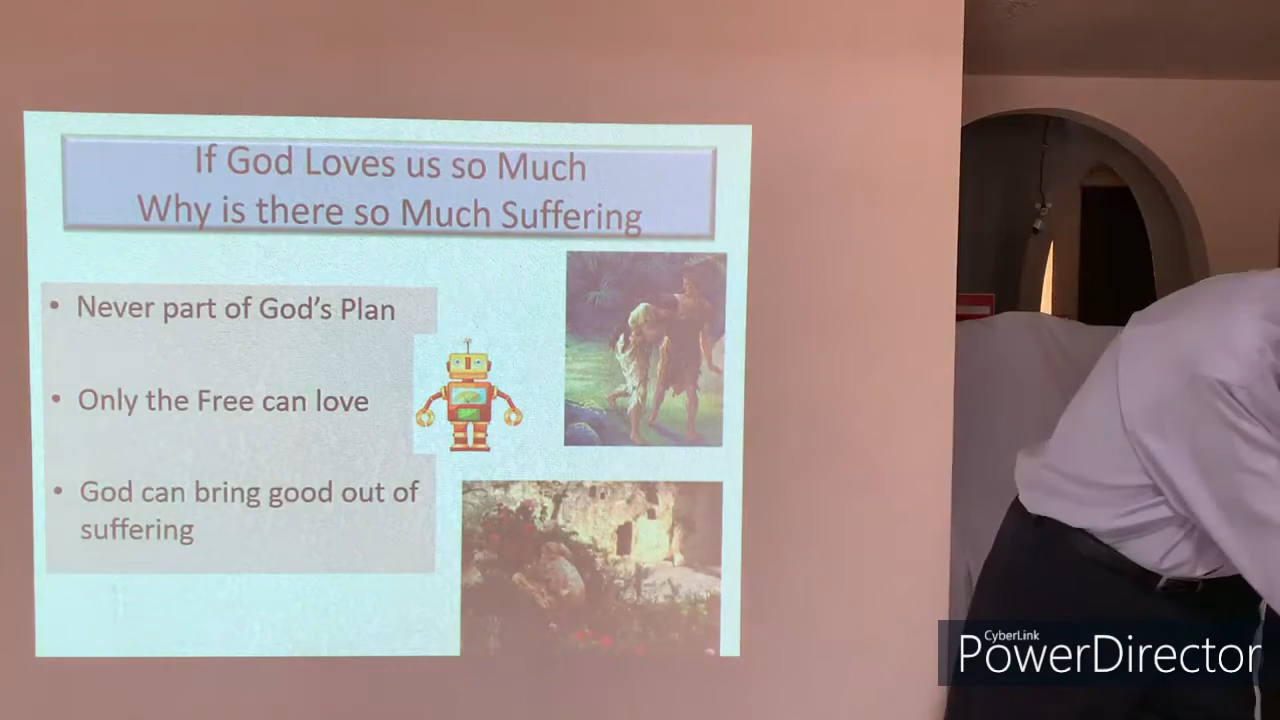 If God Loves us so Much
Why is there so Much Suffering
• Never part of God's Plan
• Only the Free can love
• God can bring good out of
suffering
CyberLink
PowerDirector